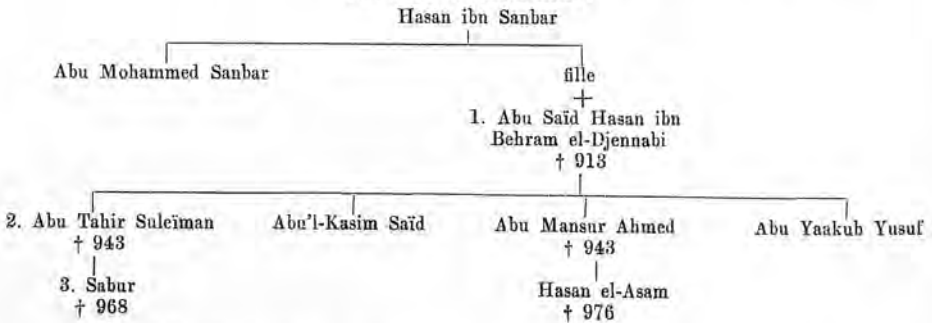 Hasan ibn Sanbar
Abu Mohammed Sanbar fille
+
1. Abu Saïd Hasan ibn
Behram el-Djennabi
† 913
2. Abu Tahir Suleïman Abu'l-Kasim Saïd Abu Mansur Ahmed Abu Yaakub Yusuf
† 943 † 943
3. Sabur Hasan el-Asam
† 968 † 976